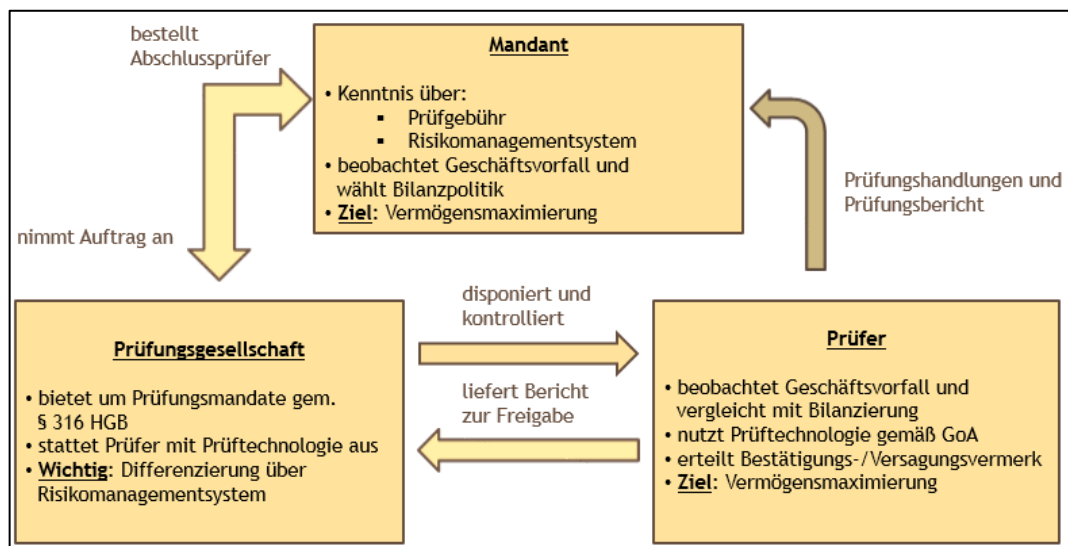 bestellt
Abschlussprüfer
Mandant
• Kenntnis über:
▪ Prüfgebühr
▪ Risikomanagementsystem
• beobachtet Geschäftsvorfall und
wählt Bilanzpolitik
• Ziel: Vermögensmaximierung
Prüfungshandlungen und
Prüfungsbericht
nimmt Auftrag an
disponiert und
kontrolliert
Prüfungsgesellschaft
• bietet um Prüfungsmandate gem.
§ 316 HGB
• stattet Prüfer mit Prüftechnologie aus
• Wichtig: Differenzierung über
Risikomanagementsystem
liefert Bericht
zur Freigabe
Prüfer
• beobachtet Geschäftsvorfall und
vergleicht mit Bilanzierung
• nutzt Prüftechnologie gemäß GoA
• erteilt Bestätigungs-/Versagungsvermerk
• Ziel: Vermögensmaximierung